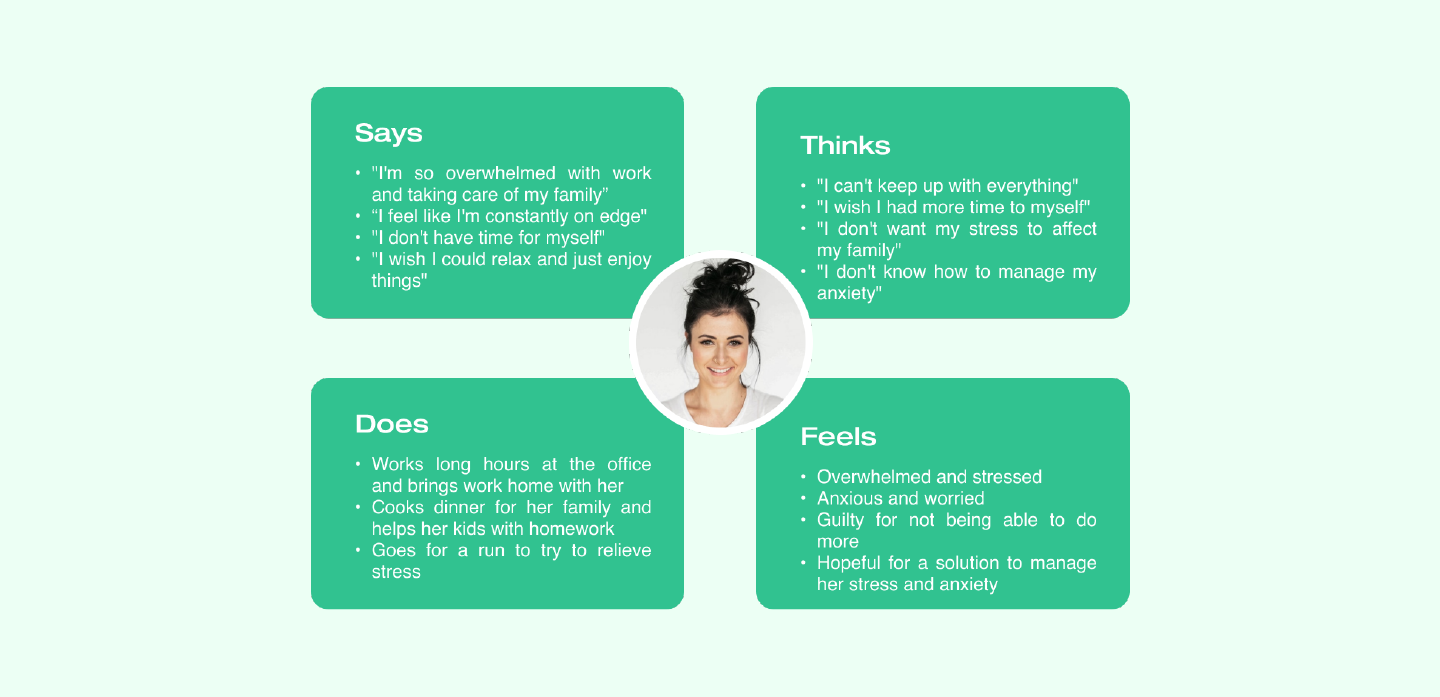 Says
• "I'm so overwhelmed with work
and taking care of my family”
• “I feel like I'm constantly on edge"
• "I don't have time for myself"
• "I wish I could relax and just enjoy
things"
Thinks
• "I can't keep up with everything"
• "I wish I had more time to myself"
• "I don't want my stress to affect
my family"
• "I don't know how to manage my
anxiety"
Does
• Works long hours at the office
and brings work home with her
• Cooks dinner for her family and
helps her kids with homework
• Goes for a run to try to relieve
stress
Feels
• Overwhelmed and stressed
• Anxious and worried
• Guilty for not being able to do
more
• Hopeful for a solution to manage
her stress and anxiety